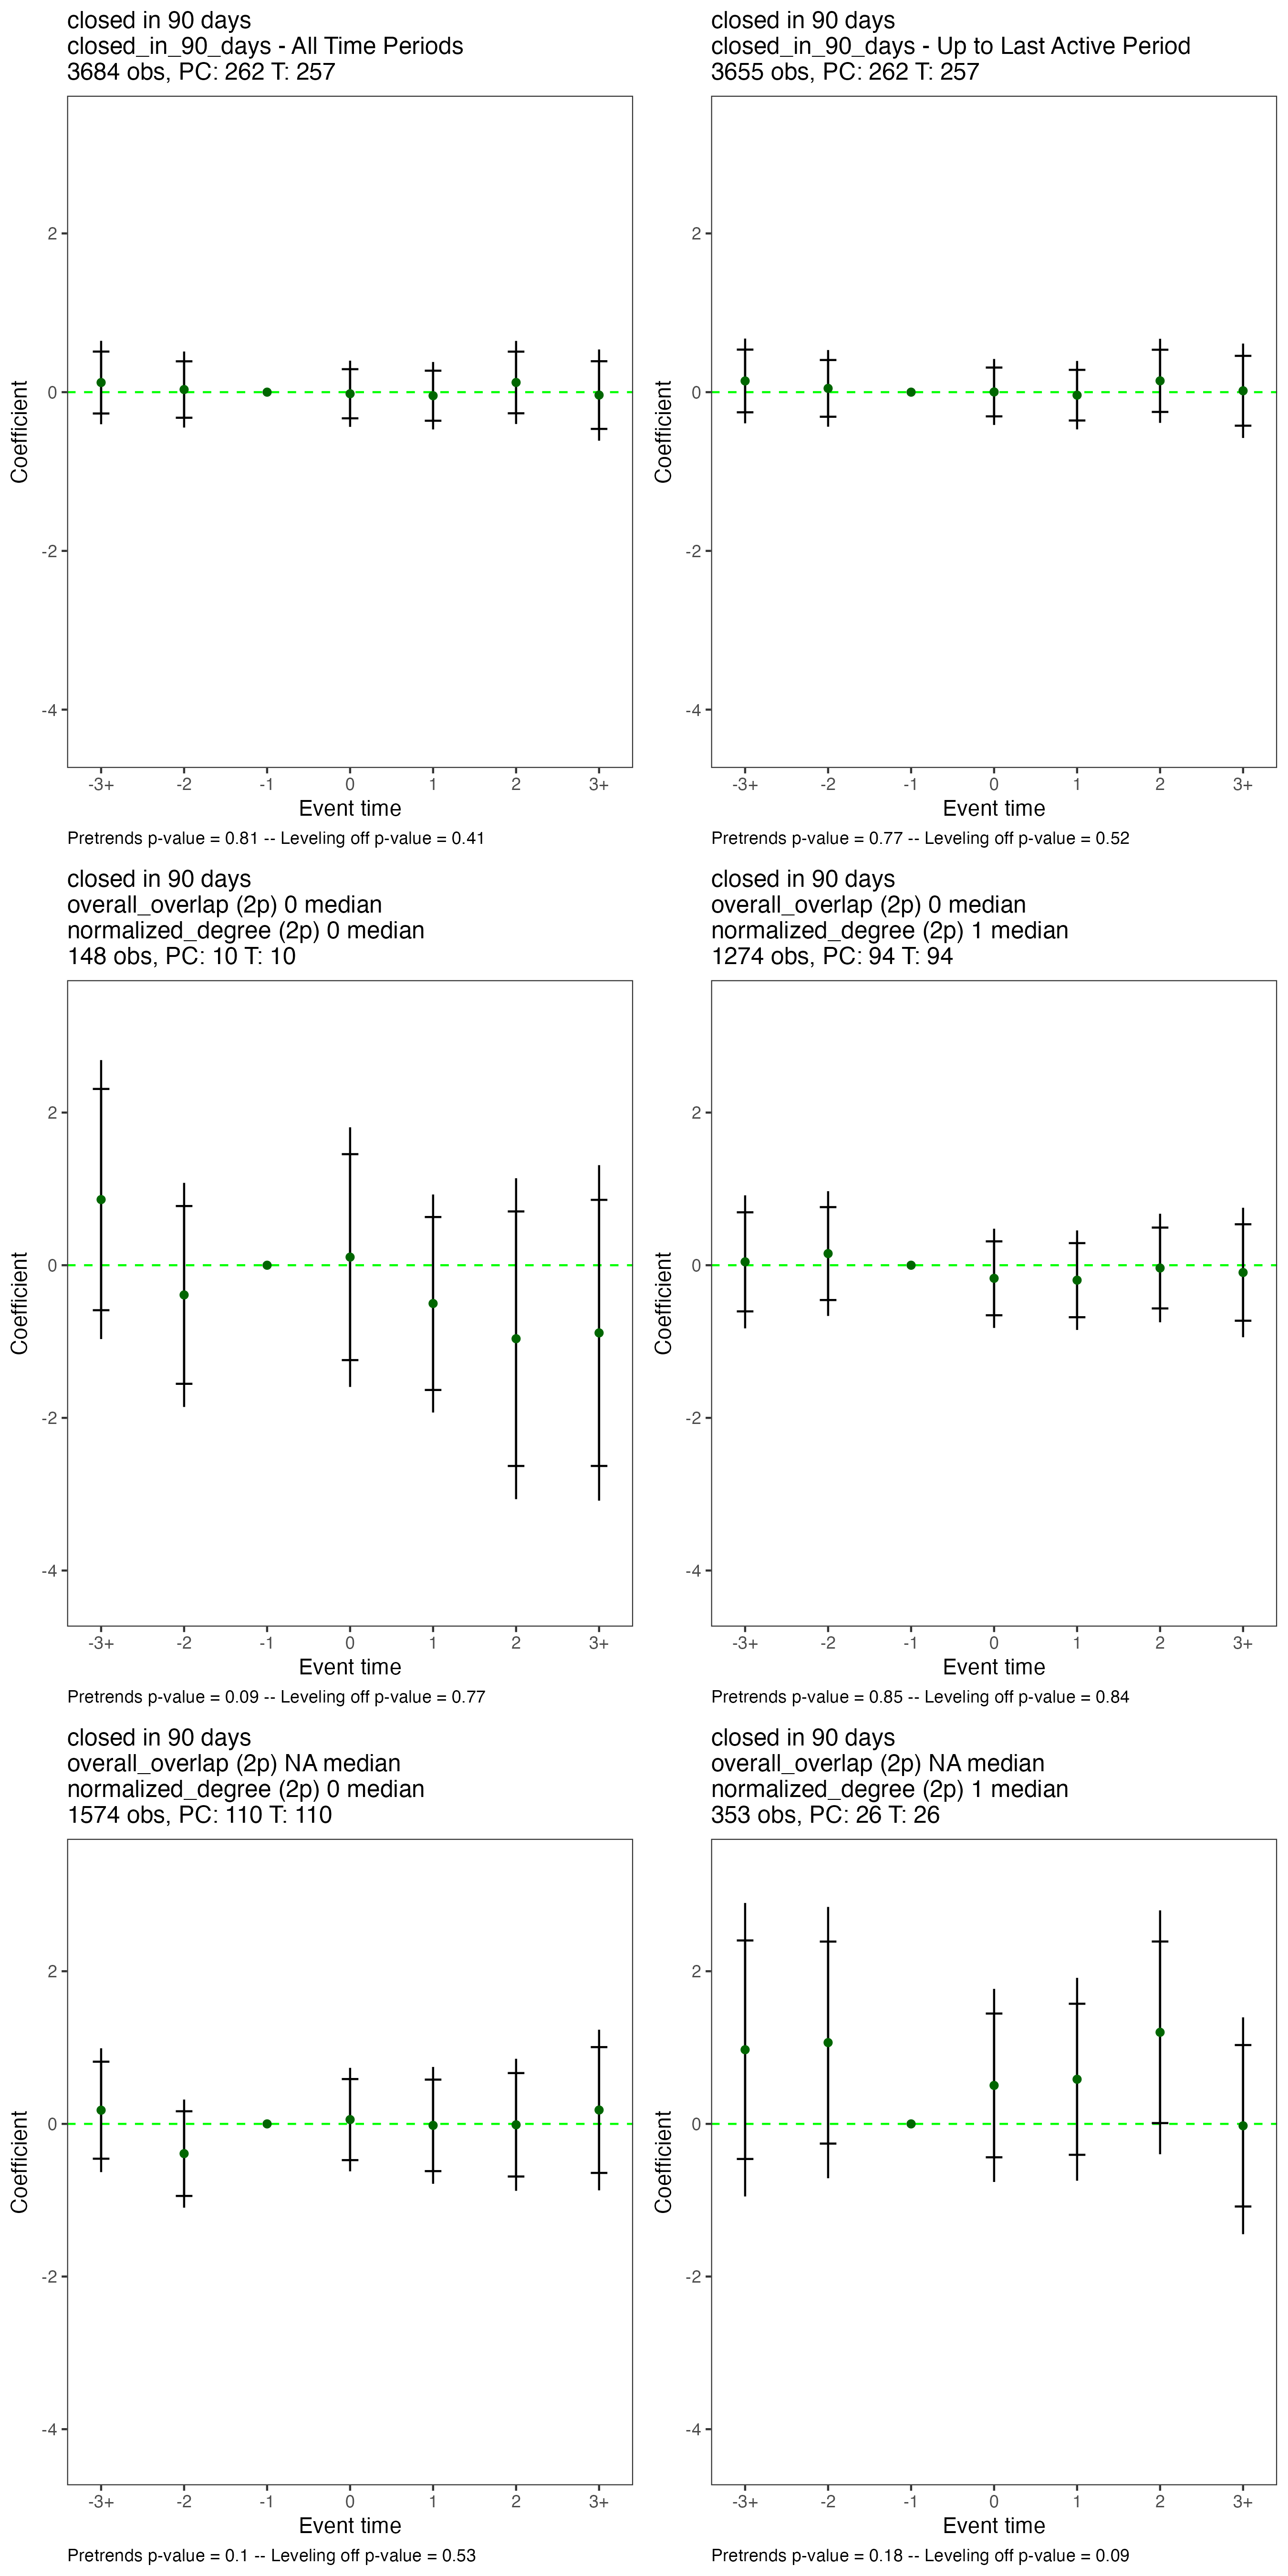 closed in 90 days
closed_in_90_days - All Time Periods
3684 obs, PC: 262 T: 257
Coefficient
2
0
-2
-4
-3+ -2 -1 0 1 2 3+
Event time
Pretrends p-value = 0.81 -- Leveling off p-value = 0.41
closed in 90 days
closed_in_90_days - Up to Last Active Period
3655 obs, PC: 262 T: 257
Coefficient
2
0
-2
-4
-3+ -2 -1 0 1 2 3+
Event time
Pretrends p-value = 0.77 -- Leveling off p-value = 0.52
closed in 90 days
overall_overlap (2p) 0 median
normalized_degree (2p) 0 median
148 obs, PC: 10 T: 10
Coefficient
2
0
-2
-4
-3+ -2 -1 0 1 2 3+
Event time
Pretrends p-value = 0.09 -- Leveling off p-value = 0.77
closed in 90 days
overall_overlap (2p) 0 median
normalized_degree (2p) 1 median
1274 obs, PC: 94 T: 94
Coefficient
2
0
-2
-4
-3+ -2 -1 0 1 2 3+
Event time
Pretrends p-value = 0.85 -- Leveling off p-value = 0.84
closed in 90 days
overall_overlap (2p) NA median
normalized_degree (2p) 0 median
1574 obs, PC: 110 T: 110
Coefficient
2
0
-2
-4
-3+ -2 -1 0 1 2 3+
Event time
Pretrends p-value = 0.1 -- Leveling off p-value = 0.53
closed in 90 days
overall_overlap (2p) NA median
normalized_degree (2p) 1 median
353 obs, PC: 26 T: 26
Coefficient
2
0
-2
-4
-3+ -2 -1 0 1 2 3+
Event time
Pretrends p-value = 0.18 -- Leveling off p-value = 0.09